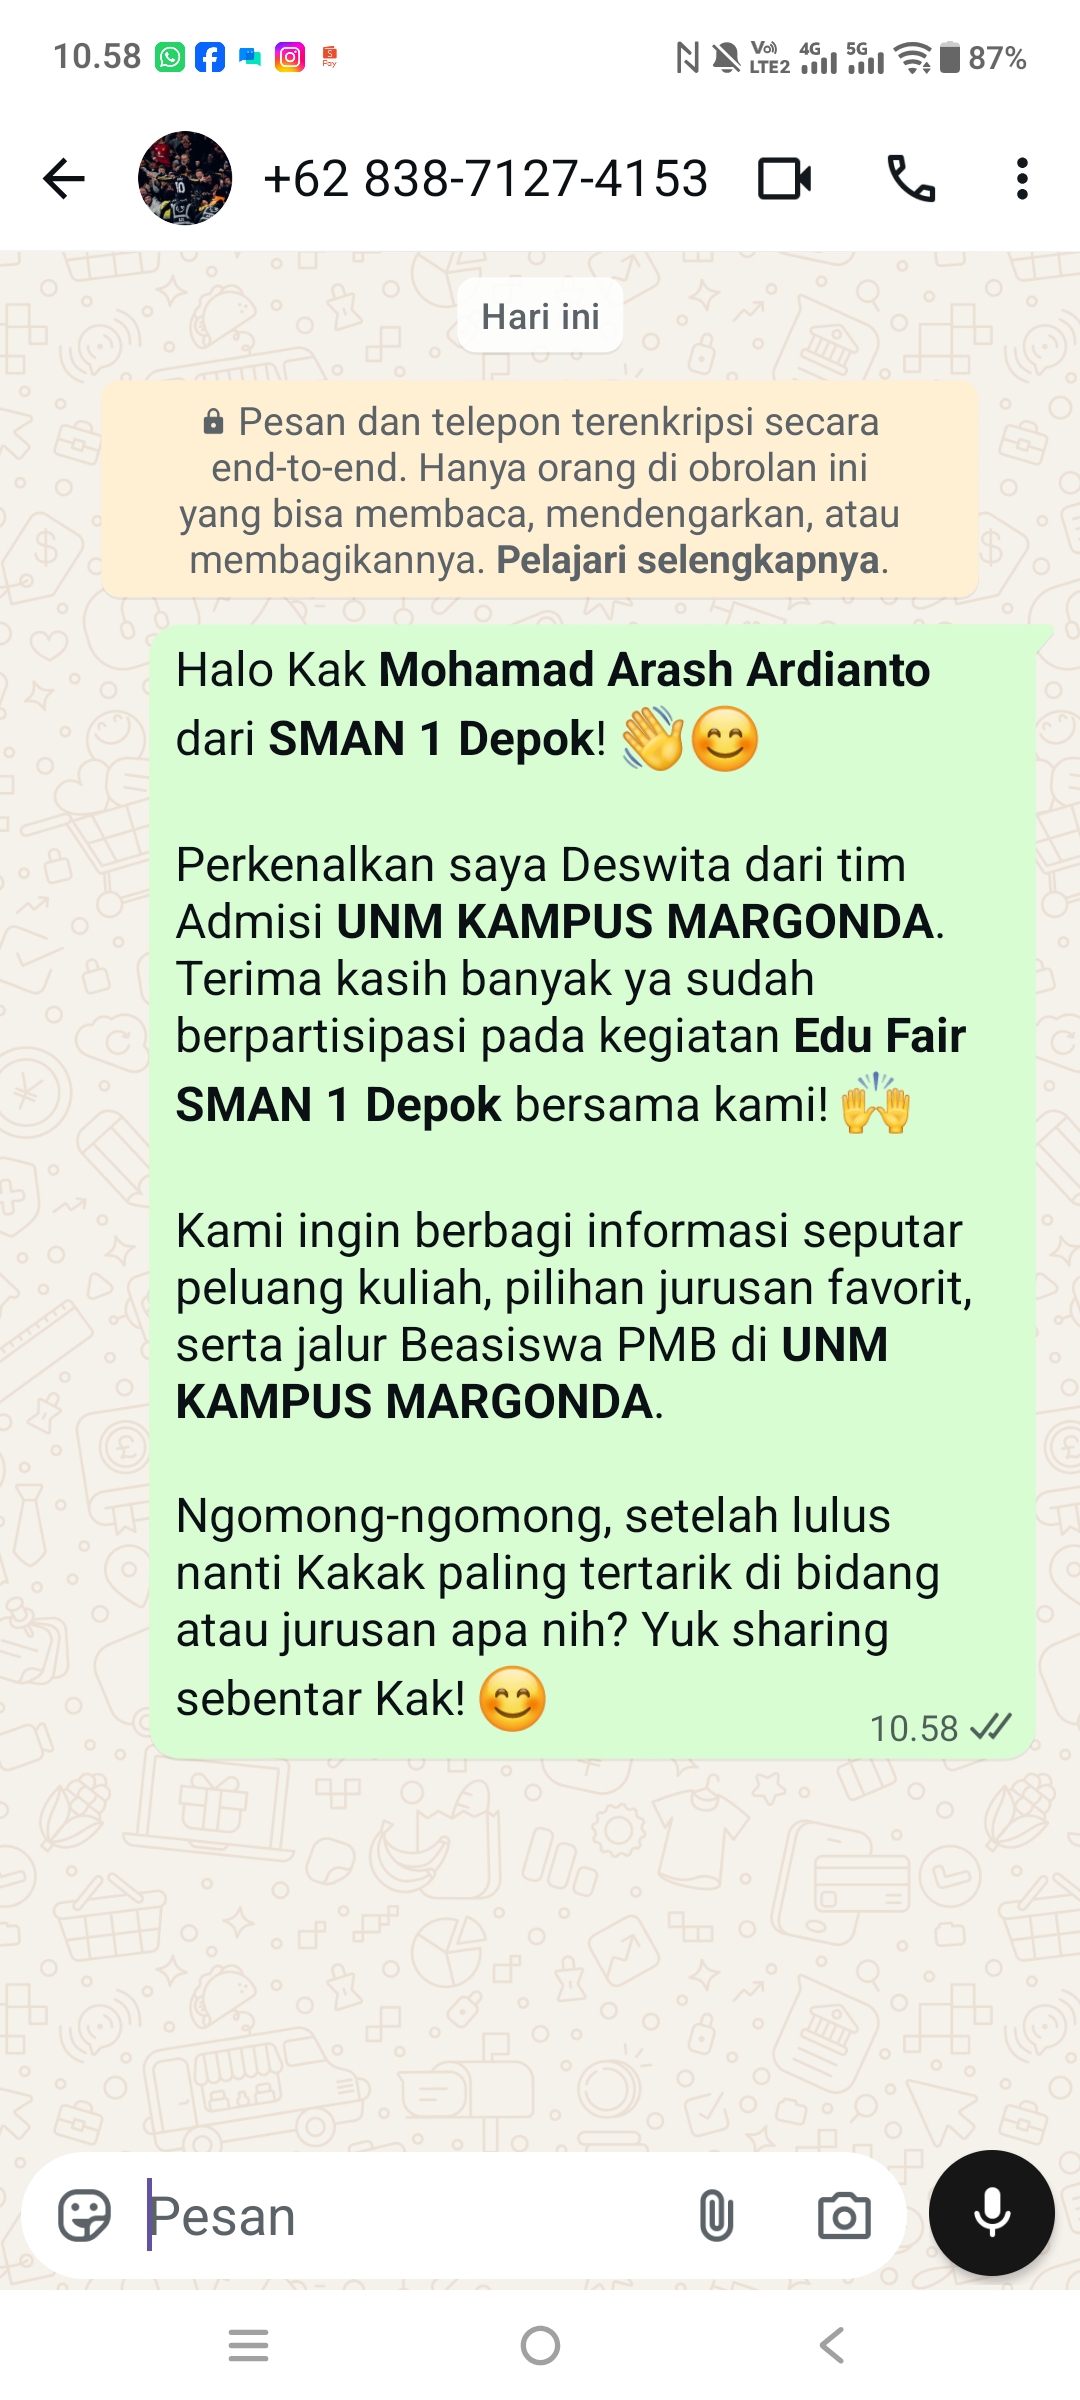 10.58
Vo)
LTE2
4G
5G
87%
+62 838-7127-4153
Hari ini
Pesan dan telepon terenkripsi secara
end-to-end. Hanya orang di obrolan ini
yang bisa membaca, mendengarkan, atau
membagikannya. Pelajari selengkapnya.
Halo Kak Mohamad Arash Ardianto
dari SMAN 1 Depok! 👋😊
Perkenalkan saya Deswita dari tim
Admisi UNM KAMPUS MARGONDA.
Terima kasih banyak ya sudah
berpartisipasi pada kegiatan Edu Fair
SMAN 1 Depok bersama kami! 🙌
Kami ingin berbagi informasi seputar
peluang kuliah, pilihan jurusan favorit,
serta jalur Beasiswa PMB di UNM
KAMPUS MARGONDA.
Ngomong-ngomong, setelah lulus
nanti Kakak paling tertarik di bidang
atau jurusan apa nih? Yuk sharing
sebentar Kak! 😊
10.58
Pesan